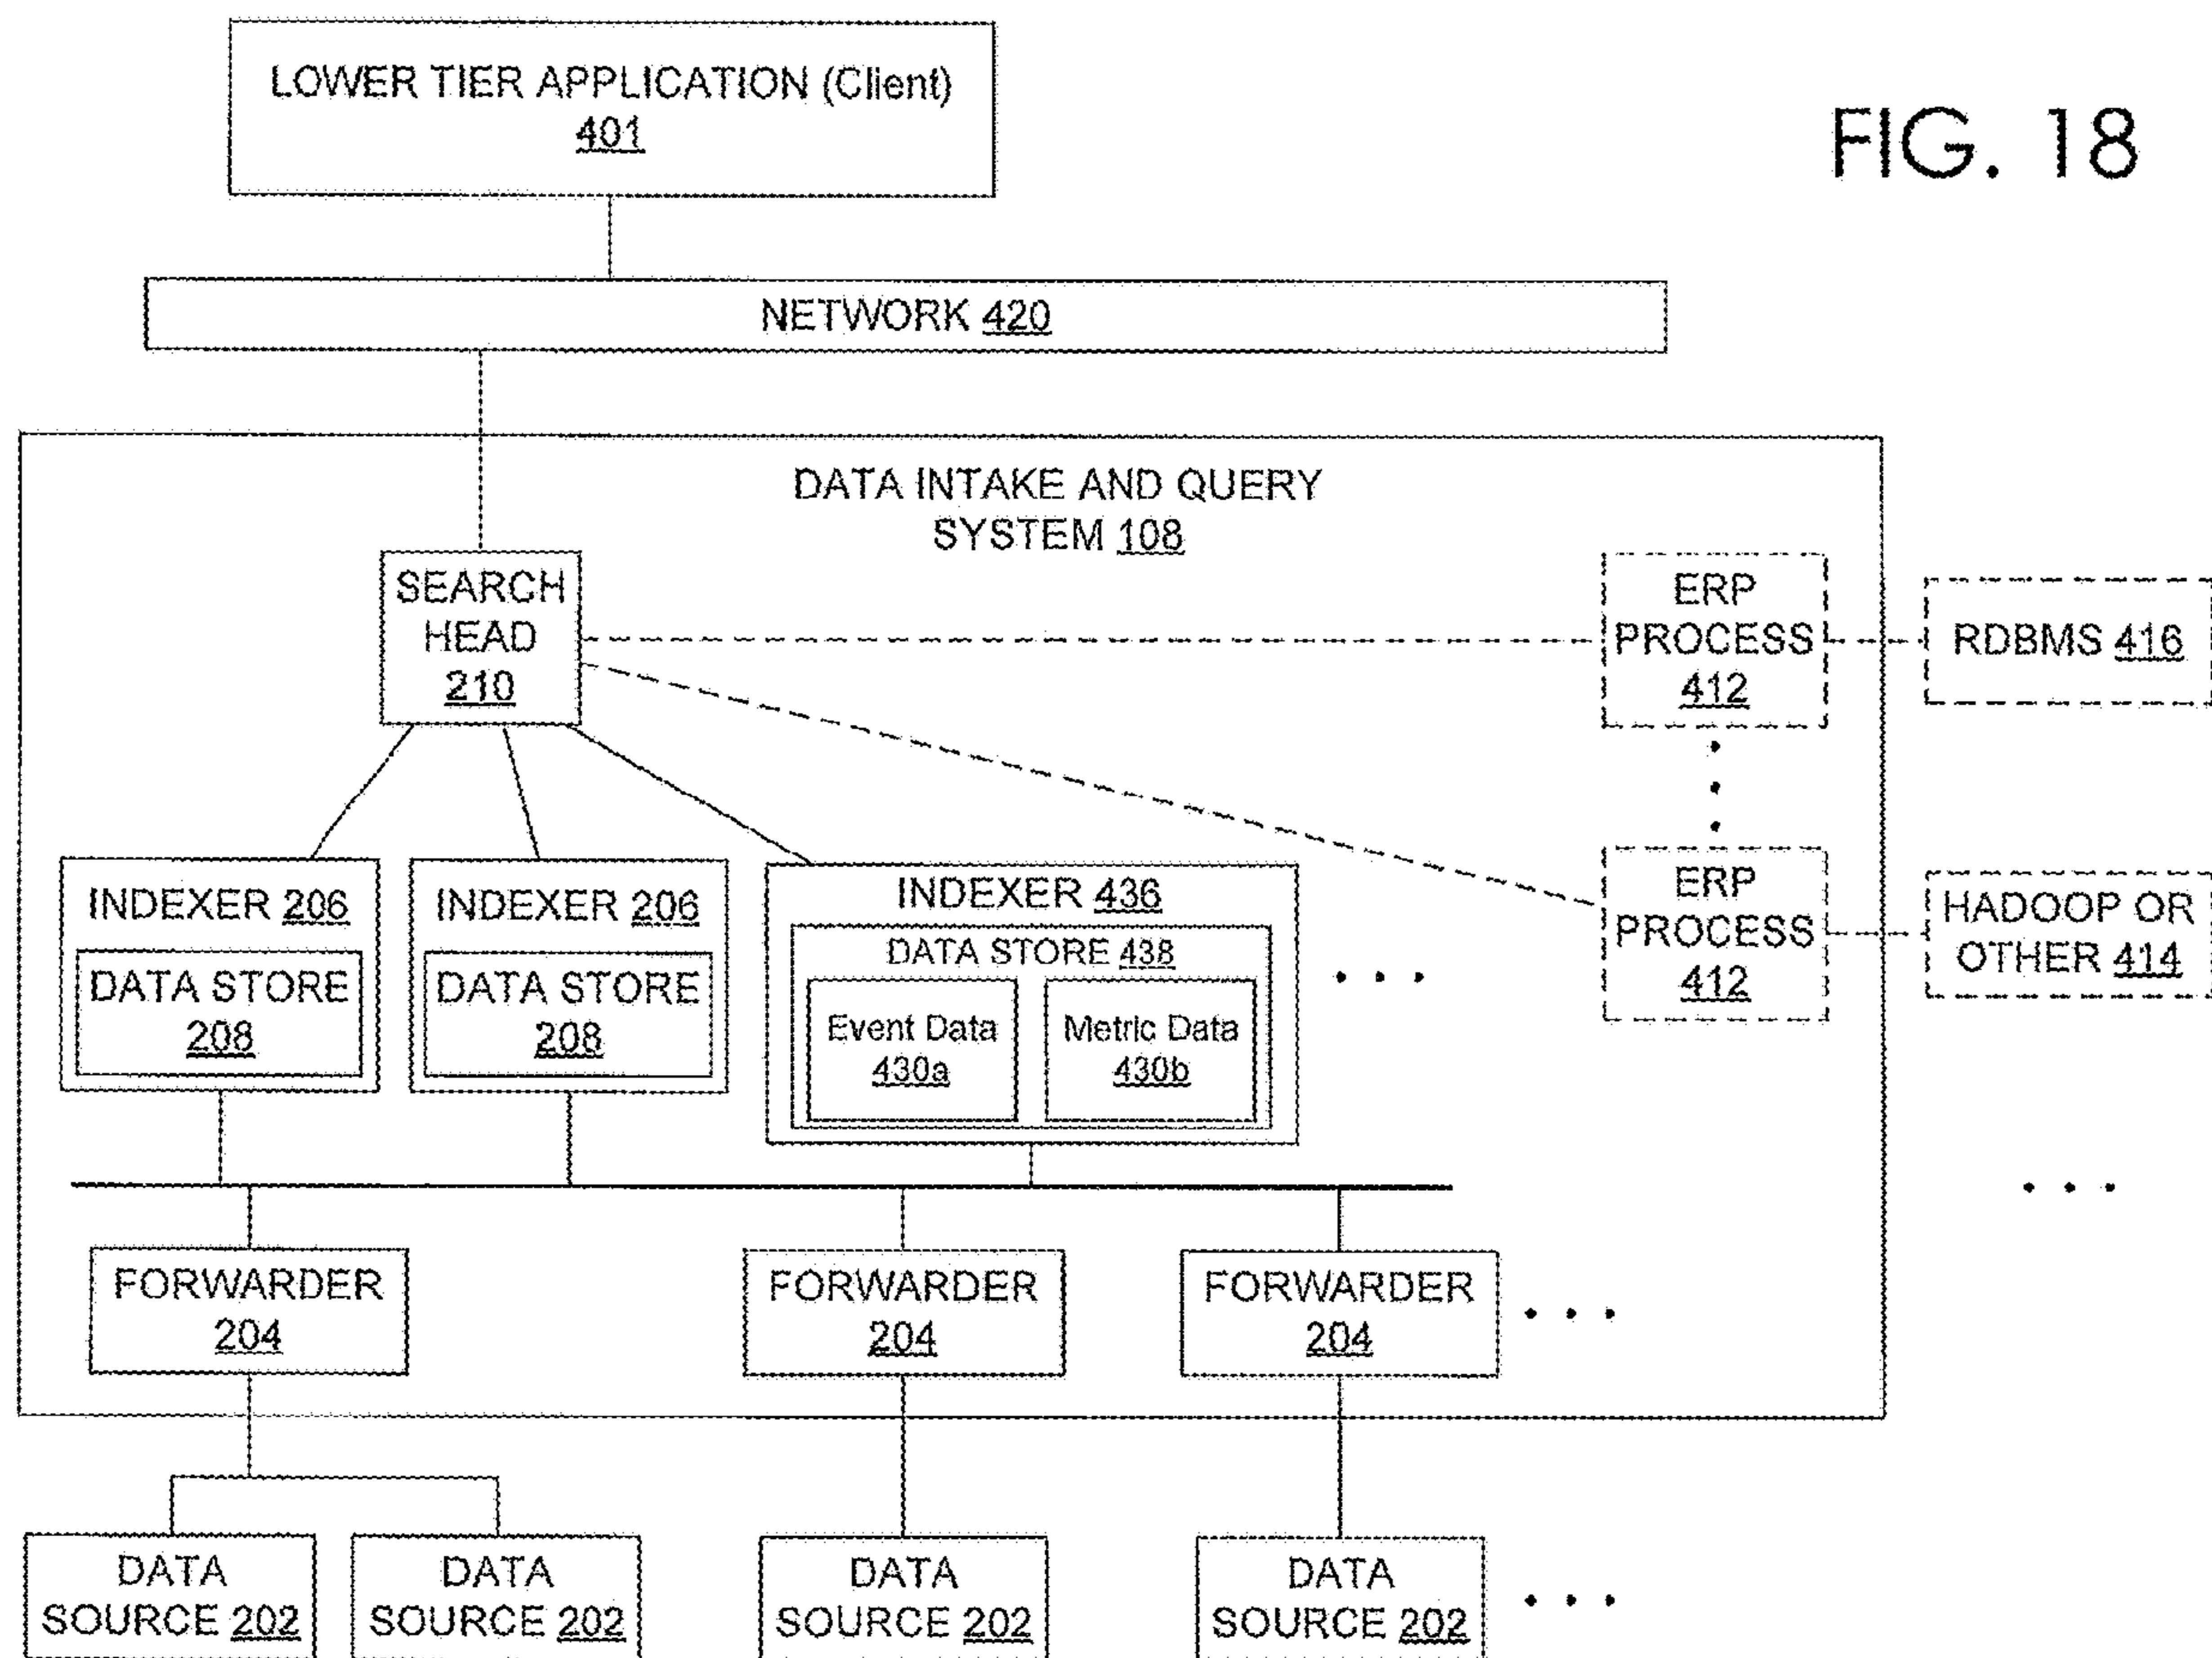 LOWER TIER APPLICATION (Client)
401
FIG. 18
NETWORK 420
DATA INTAKE AND QUERY
SYSTEM 108
SEARCH
HEAD
210
ERP
PROCESS
412
RDBMS 416
INDEXER 206
DATA STORE
208
INDEXER 206
DATA STORE
208
INDEXER 436
DATA STORE 438
Event Data
430a
Metric Data
430b
ERP
PROCESS
412
HADOOP OR
OTHER 414
FORWARDER
204
FORWARDER
204
FORWARDER
204
DATA
SOURCE 202
DATA
SOURCE 202
DATA
SOURCE 202
DATA
SOURCE 202